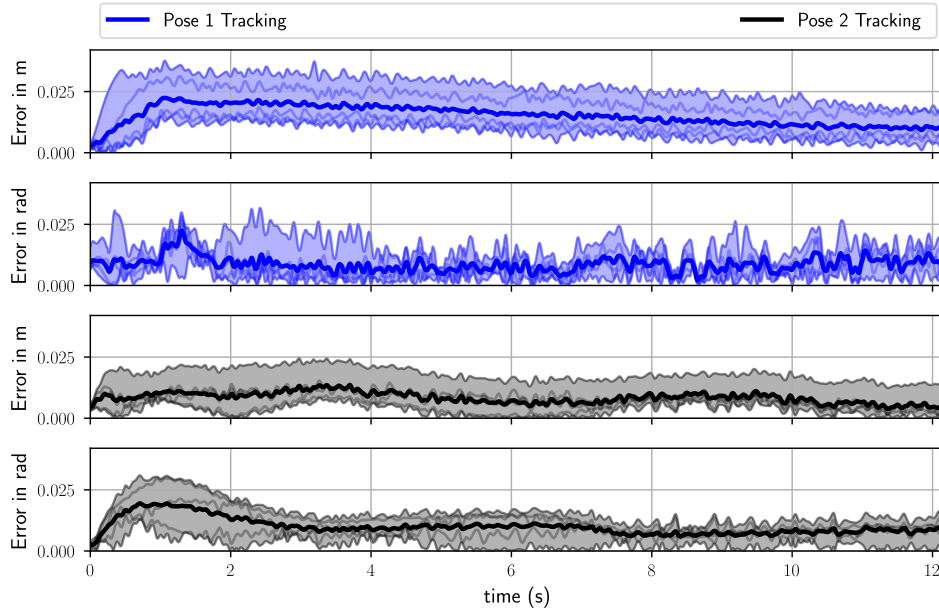 Pose 1 Tracking Pose 2 Tracking
Error in m
0.025
0.000
Error in rad
0.025
0.000
Error in m
0.025
0.000
Error in rad
0.025
0.000
0 2 4 6 8 10 12
time (s)